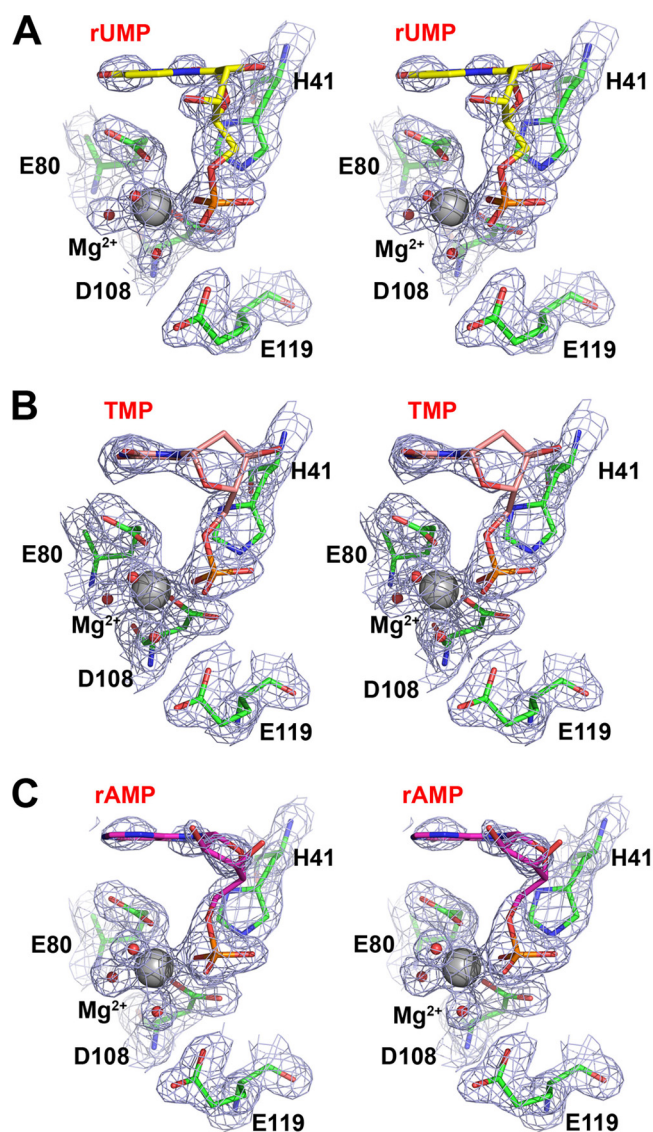 A
rUMP
rUMP
H41
H41
E80
E80
Mg²⁺
Mg²⁺
D108
D108
E119
E119
B
TMP
TMP
H41
H41
E80
E80
Mg²⁺
Mg²⁺
D108
D108
E119
E119
C
rAMP
rAMP
H41
H41
E80
E80
Mg²⁺
Mg²⁺
D108
D108
E119
E119